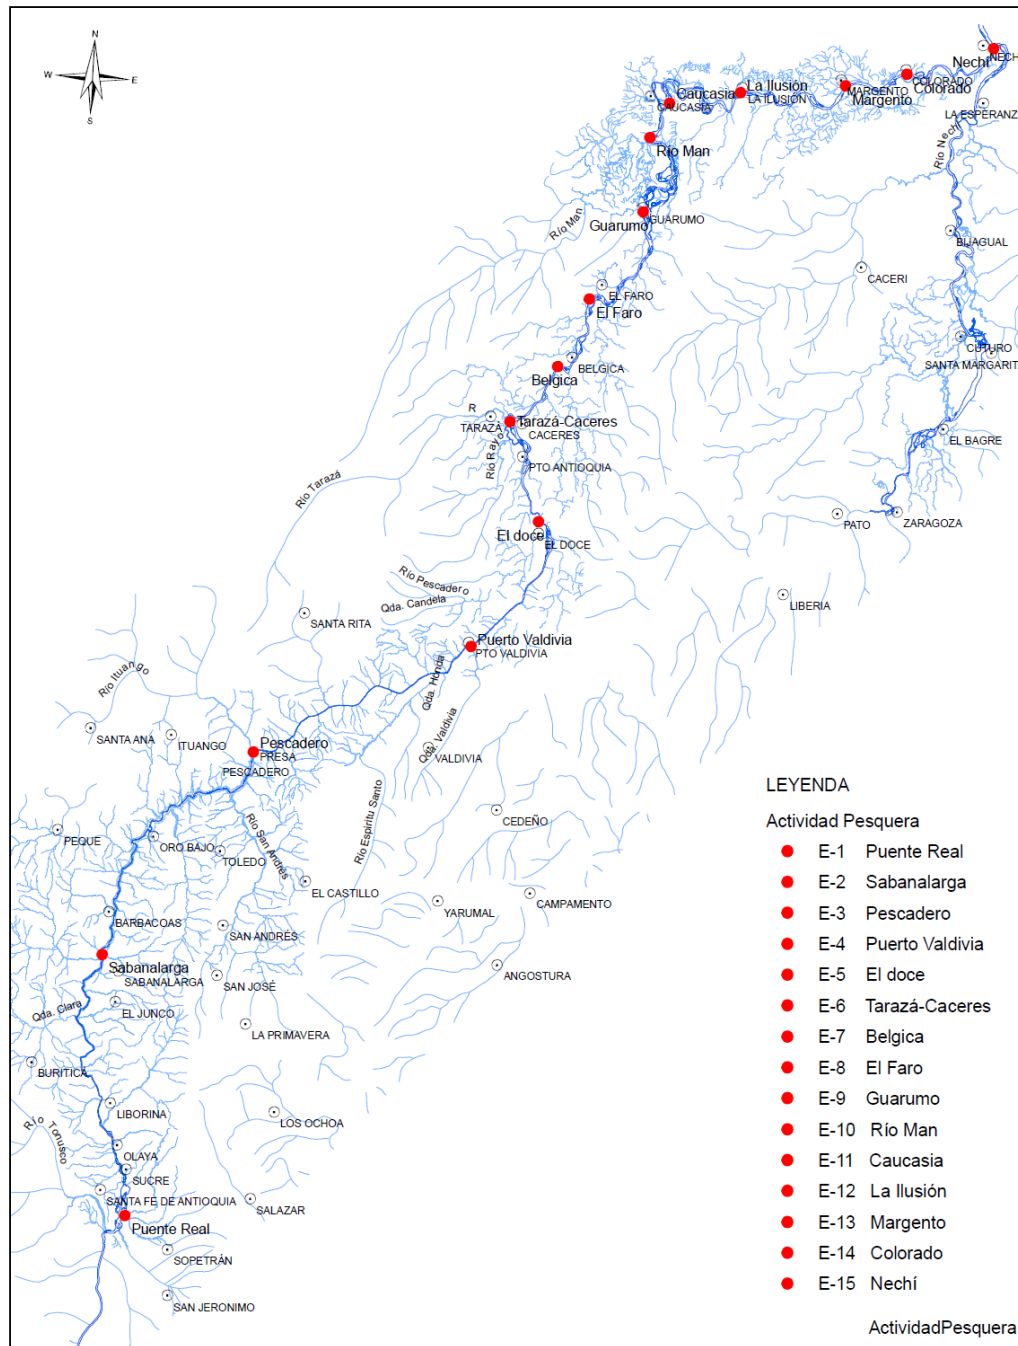 N
W
E
S
Nechí
NECH
COLORADO
Colorado
La Ilusión
LA ILUSION
MARGENTO
Margento
Caucasia
CAUCASIA
LA ESPERANZ
Río Nechí
Río Man
Guarumo
GUARUMO
Río Man
BIJAGUAL
CACERI
EL FARO
El Faro
CUTURO
SANTA MARGARIT
BELGICA
Belgica
R
TARAZÁ
Tarazá-Caceres
CACERES
EL BAGRE
Río Rayo
PTO ANTIOQUIA
Río Tarazá
PATO
ZARAGOZA
El doce
EL DOCE
Río Pescadero
Qda. Candela
LIBERIA
SANTA RITA
Puerto Valdivia
PTO VALDIVIA
Río Ituango
Qda. Honda
SANTA ANA
ITUANGO
Pescadero
PRESA
PESCADERO
Qda. Valdivia
VALDIVIA
Río Espíritu Santo
CEDEÑO
PEQUE
ORO BAJO
TOLEDO
Río San Andrés
EL CASTILLO
YARUMAL
CAMPAMENTO
BARBACOAS
SAN ANDRÉS
Sabanalarga
SABANALARGA
SAN JOSÉ
ANGOSTURA
Qda. Clara
EL JUNCO
LA PRIMAVERA
BURITICA
LIBORINA
LOS OCHOA
Río Tonusco
OLAYA
SUCRE
SANTA FE DE ANTIOQUIA
SALAZAR
Puente Real
SOPETRÁN
SAN JERONIMO
LEYENDA
Actividad Pesquera
E-1 Puente Real
E-2 Sabanalarga
E-3 Pescadero
E-4 Puerto Valdivia
E-5 El doce
E-6 Tarazá-Caceres
E-7 Belgica
E-8 El Faro
E-9 Guarumo
E-10 Río Man
E-11 Caucasia
E-12 La Ilusión
E-13 Margento
E-14 Colorado
E-15 Nechí
ActividadPesquera